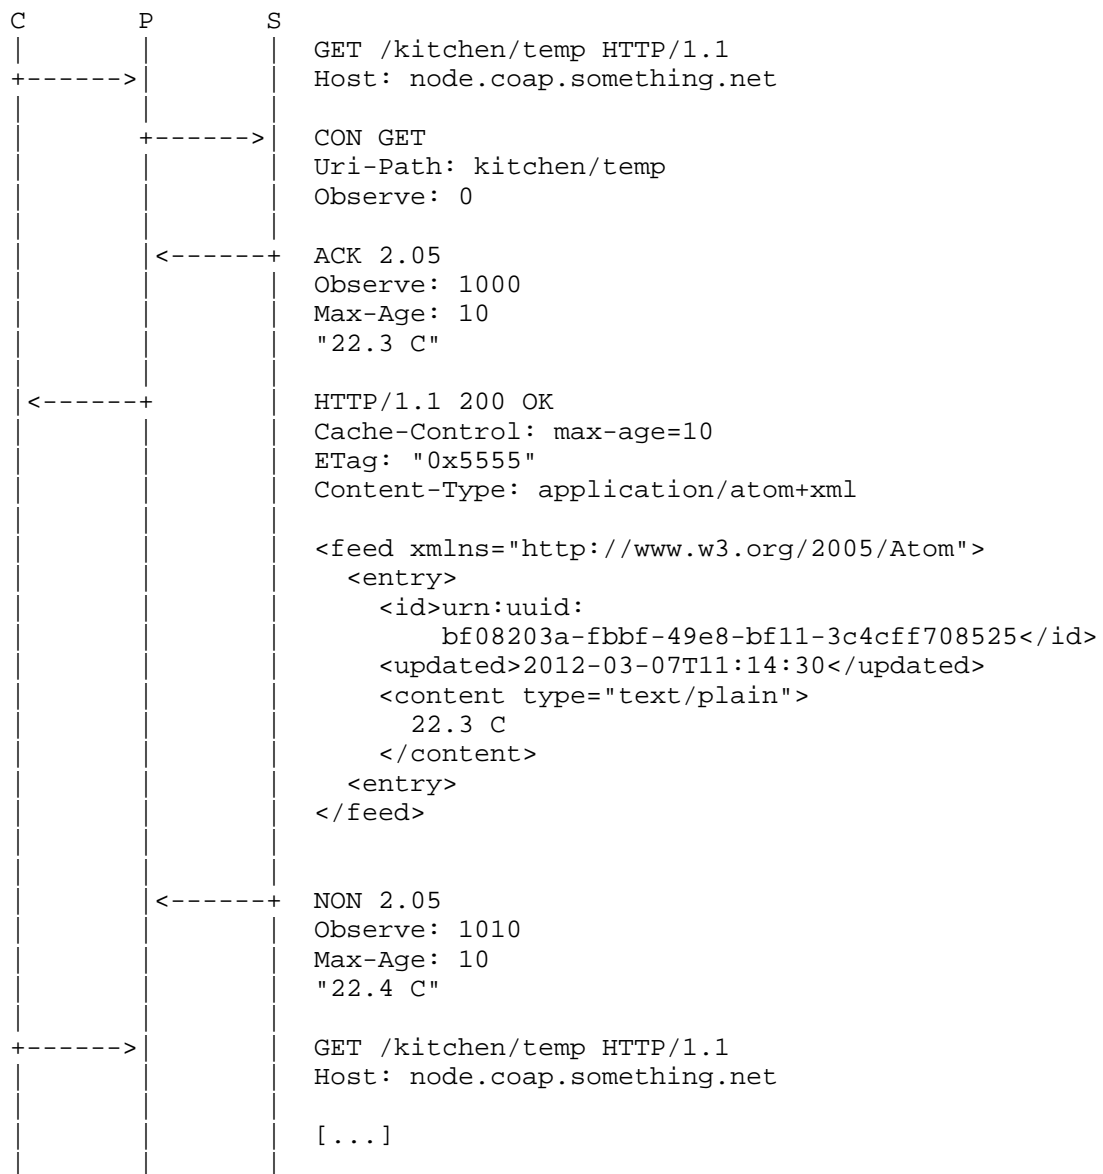 C P S
GET /kitchen/temp HTTP/1.1
Host: node.coap.something.net
CON GET
Uri-Path: kitchen/temp
Observe: 0
ACK 2.05
Observe: 1000
Max-Age: 10
"22.3 C"
HTTP/1.1 200 OK
Cache-Control: max-age=10
ETag: "0x5555"
Content-Type: application/atom+xml
<feed xmlns="http://www.w3.org/2005/Atom">
<entry>
<id>urn:uuid:
bf08203a-fbbf-49e8-bf11-3c4cff708525</id>
<updated>2012-03-07T11:14:30</updated>
<content type="text/plain">
22.3 C
</content>
<entry>
</feed>
NON 2.05
Observe: 1010
Max-Age: 10
"22.4 C"
GET /kitchen/temp HTTP/1.1
Host: node.coap.something.net
[...]